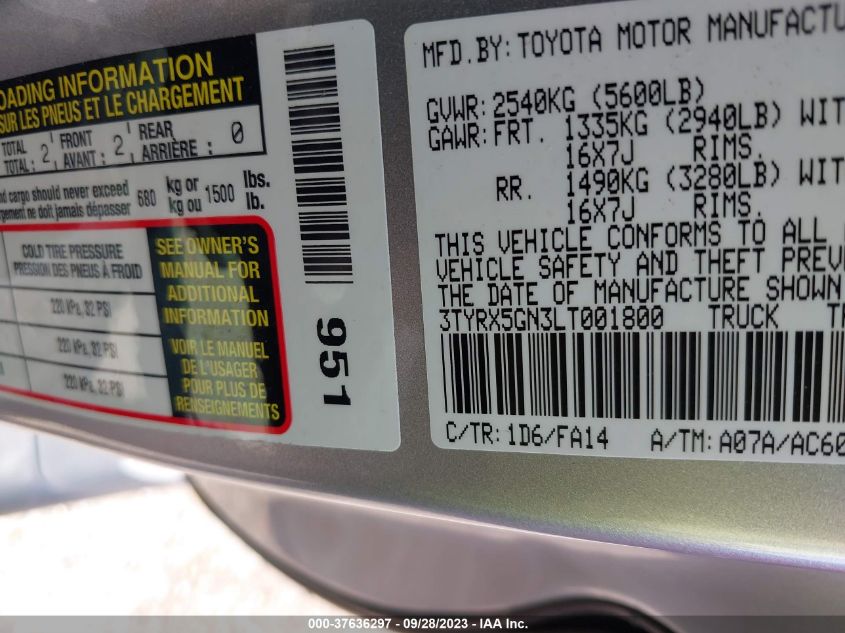 OADING INFORMATION
SUR LES PNEUS ET LE CHARGEMENT
TOTAL 2 FRONT 2 REAR 0
TOTAL: AVANT: ARRIÈRE:
nd cargo should never exceed 680 kg or 1500 lbs.
argement ne doit jamais dépasser kg ou lb.
COLD TIRE PRESSURE
PRESSION DES PNEUS À FROID
220 kPa, 32 PSI
220 kPa, 32 PSI
220 kPa, 32 PSI
SEE OWNER'S
MANUAL FOR
ADDITIONAL
INFORMATION
VOIR LE MANUEL
DE L'USAGER
POUR PLUS DE
RENSEIGNEMENTS
951
MFD.BY: TOYOTA MOTOR MANUFACTU
GVWR: 2540KG (5600LB)
GAWR: FRT. 1335KG (2940LB) WIT
16X7J RIMS.
RR. 1490KG (3280LB) WIT
16X7J RIMS.
THIS VEHICLE CONFORMS TO ALL
VEHICLE SAFETY AND THEFT PREV
THE DATE OF MANUFACTURE SHOWN
3TYRX5GN3LT001800 TRUCK
C/TR: 1D6/FA14 A/TM: A07A/AC60
000-37636297 - 09/28/2023 - IAA Inc.